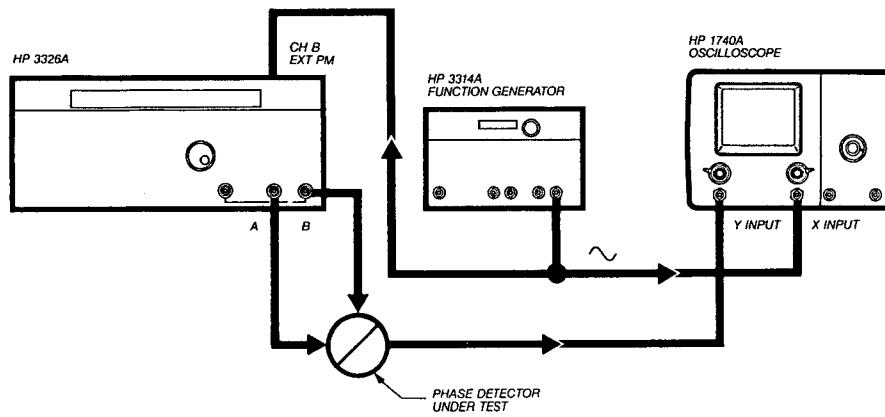 HP 3326A
CH B
EXT PM
HP 3314A
FUNCTION GENERATOR
HP 1740A
OSCILLOSCOPE
A
B
Y INPUT
X INPUT
PHASE DETECTOR
UNDER TEST